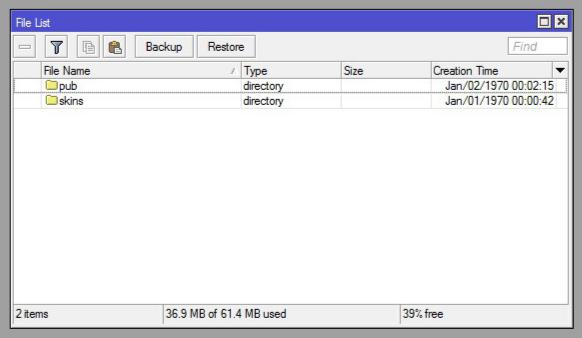 File List
Backup Restore Find
File Name Type Size Creation Time
pub directory Jan/02/1970 00:02:15
skins directory Jan/01/1970 00:00:42
2 items 36.9 MB of 61.4 MB used 39% free